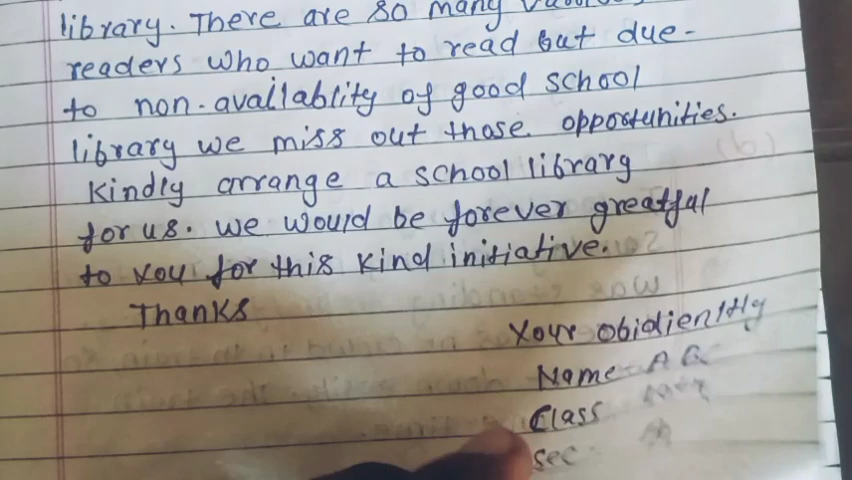 library. There are so many
readers who want to read but due-
to non-availablity of good school
library we miss out those opportunities.
Kindly arrange a school library
for us. we would be forever greatful
to you for this kind initiative.
Thanks
Your obidiently
Name
Class
sec